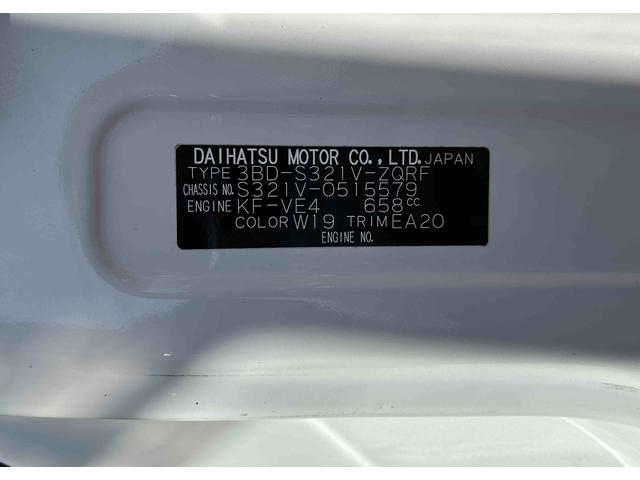 DAIHATSU MOTOR CO., LTD. JAPAN
TYPE 3BD-S321V-ZQRF
CHASSIS NO. S321V-0515579
ENGINE KF-VE4 658cc
COLOR W19 TRIM EA20
ENGINE NO.